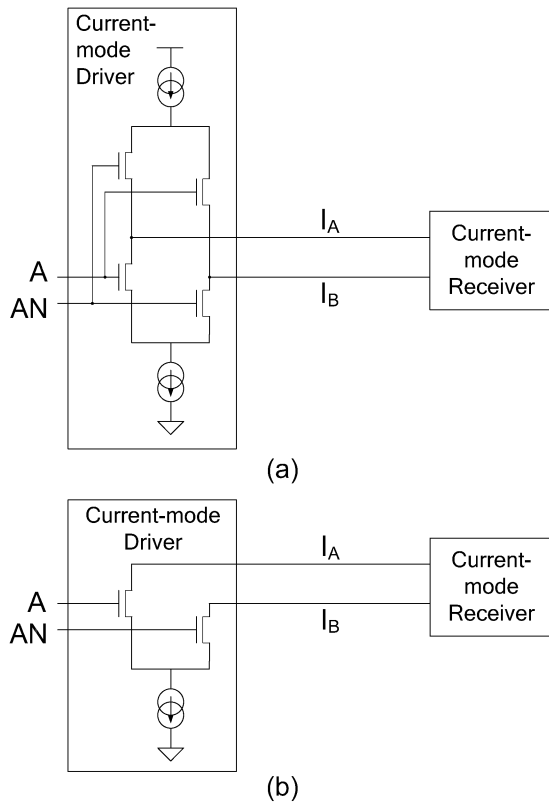 Current-
mode
Driver
I_A
Current-
mode
Receiver
A
AN
I_B
(a)
Current-mode
Driver
I_A
Current-
mode
Receiver
A
AN
I_B
(b)